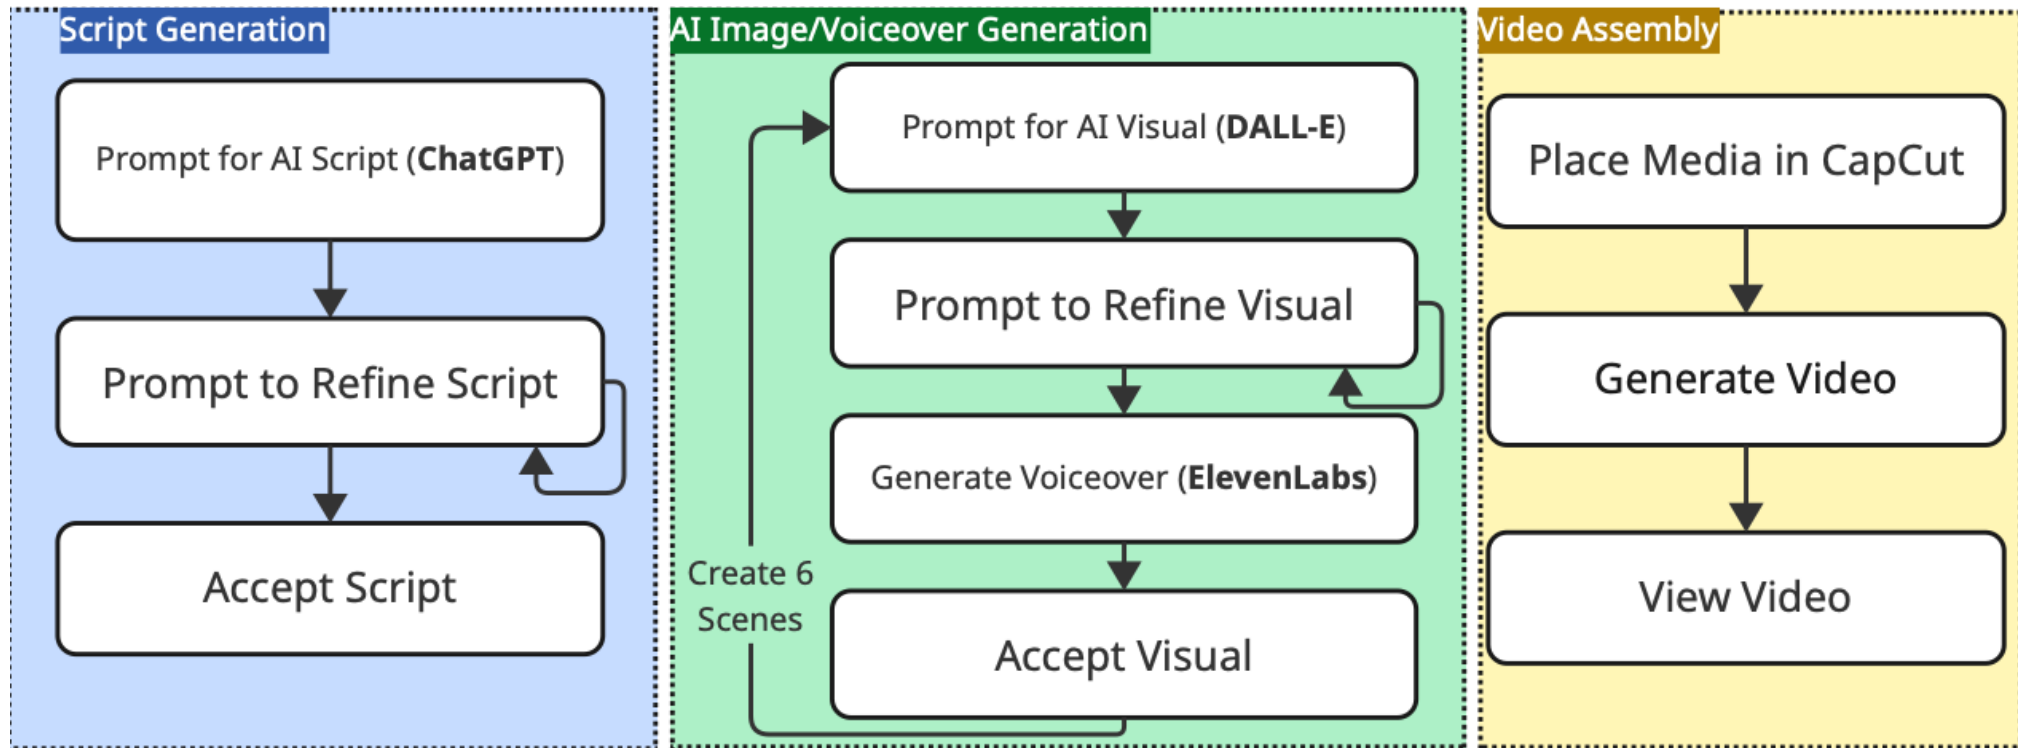 Script Generation
Prompt for AI Script (ChatGPT)
Prompt to Refine Script
Accept Script
AI Image/Voiceover Generation
Prompt for AI Visual (DALL-E)
Prompt to Refine Visual
Generate Voiceover (ElevenLabs)
Create 6
Scenes
Accept Visual
Video Assembly
Place Media in CapCut
Generate Video
View Video